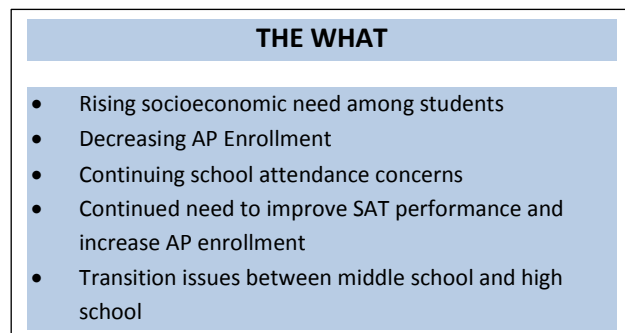 THE WHAT
• Rising socioeconomic need among students
• Decreasing AP Enrollment
• Continuing school attendance concerns
• Continued need to improve SAT performance and
increase AP enrollment
• Transition issues between middle school and high
school